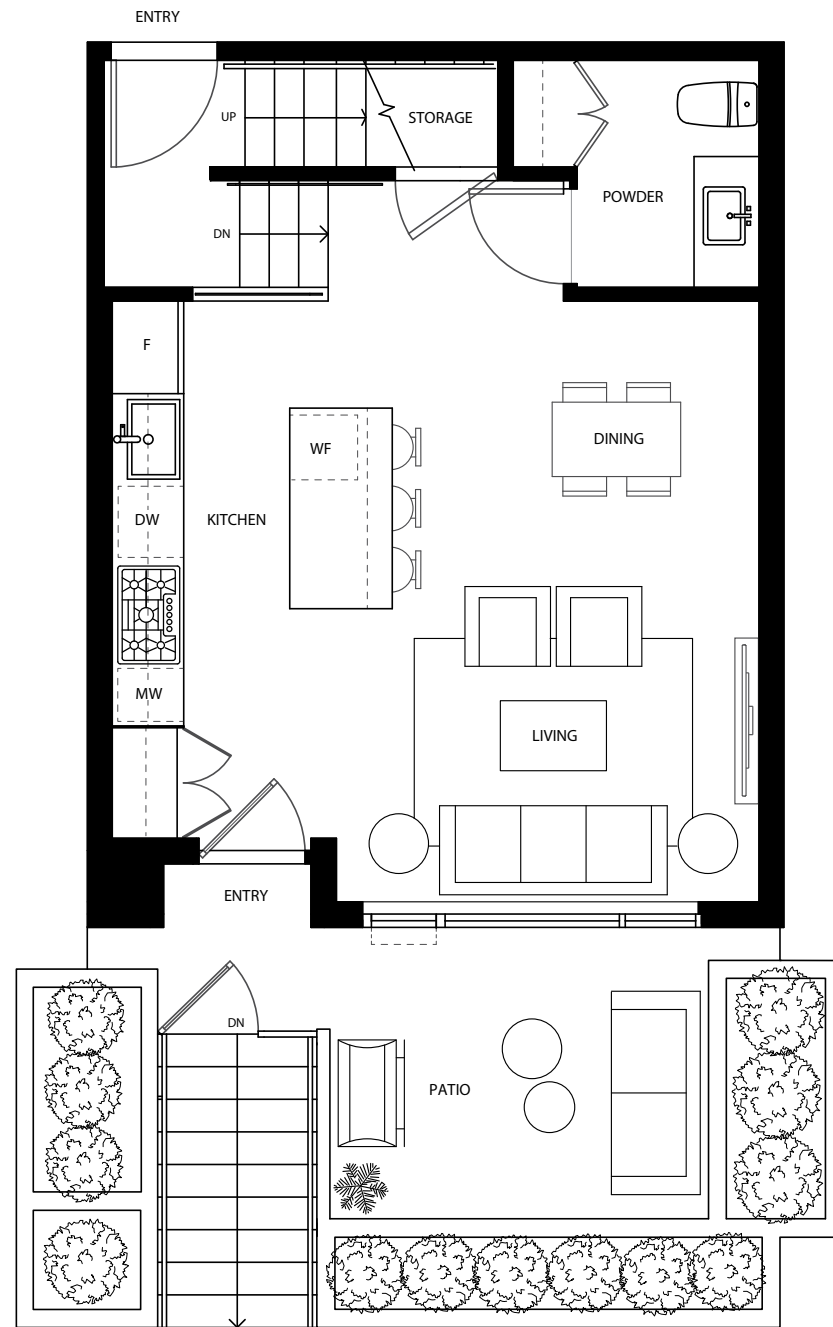 ENTRY
UP
STORAGE
POWDER
DN
F
WF
DINING
DW
KITCHEN
MW
LIVING
ENTRY
DN
PATIO